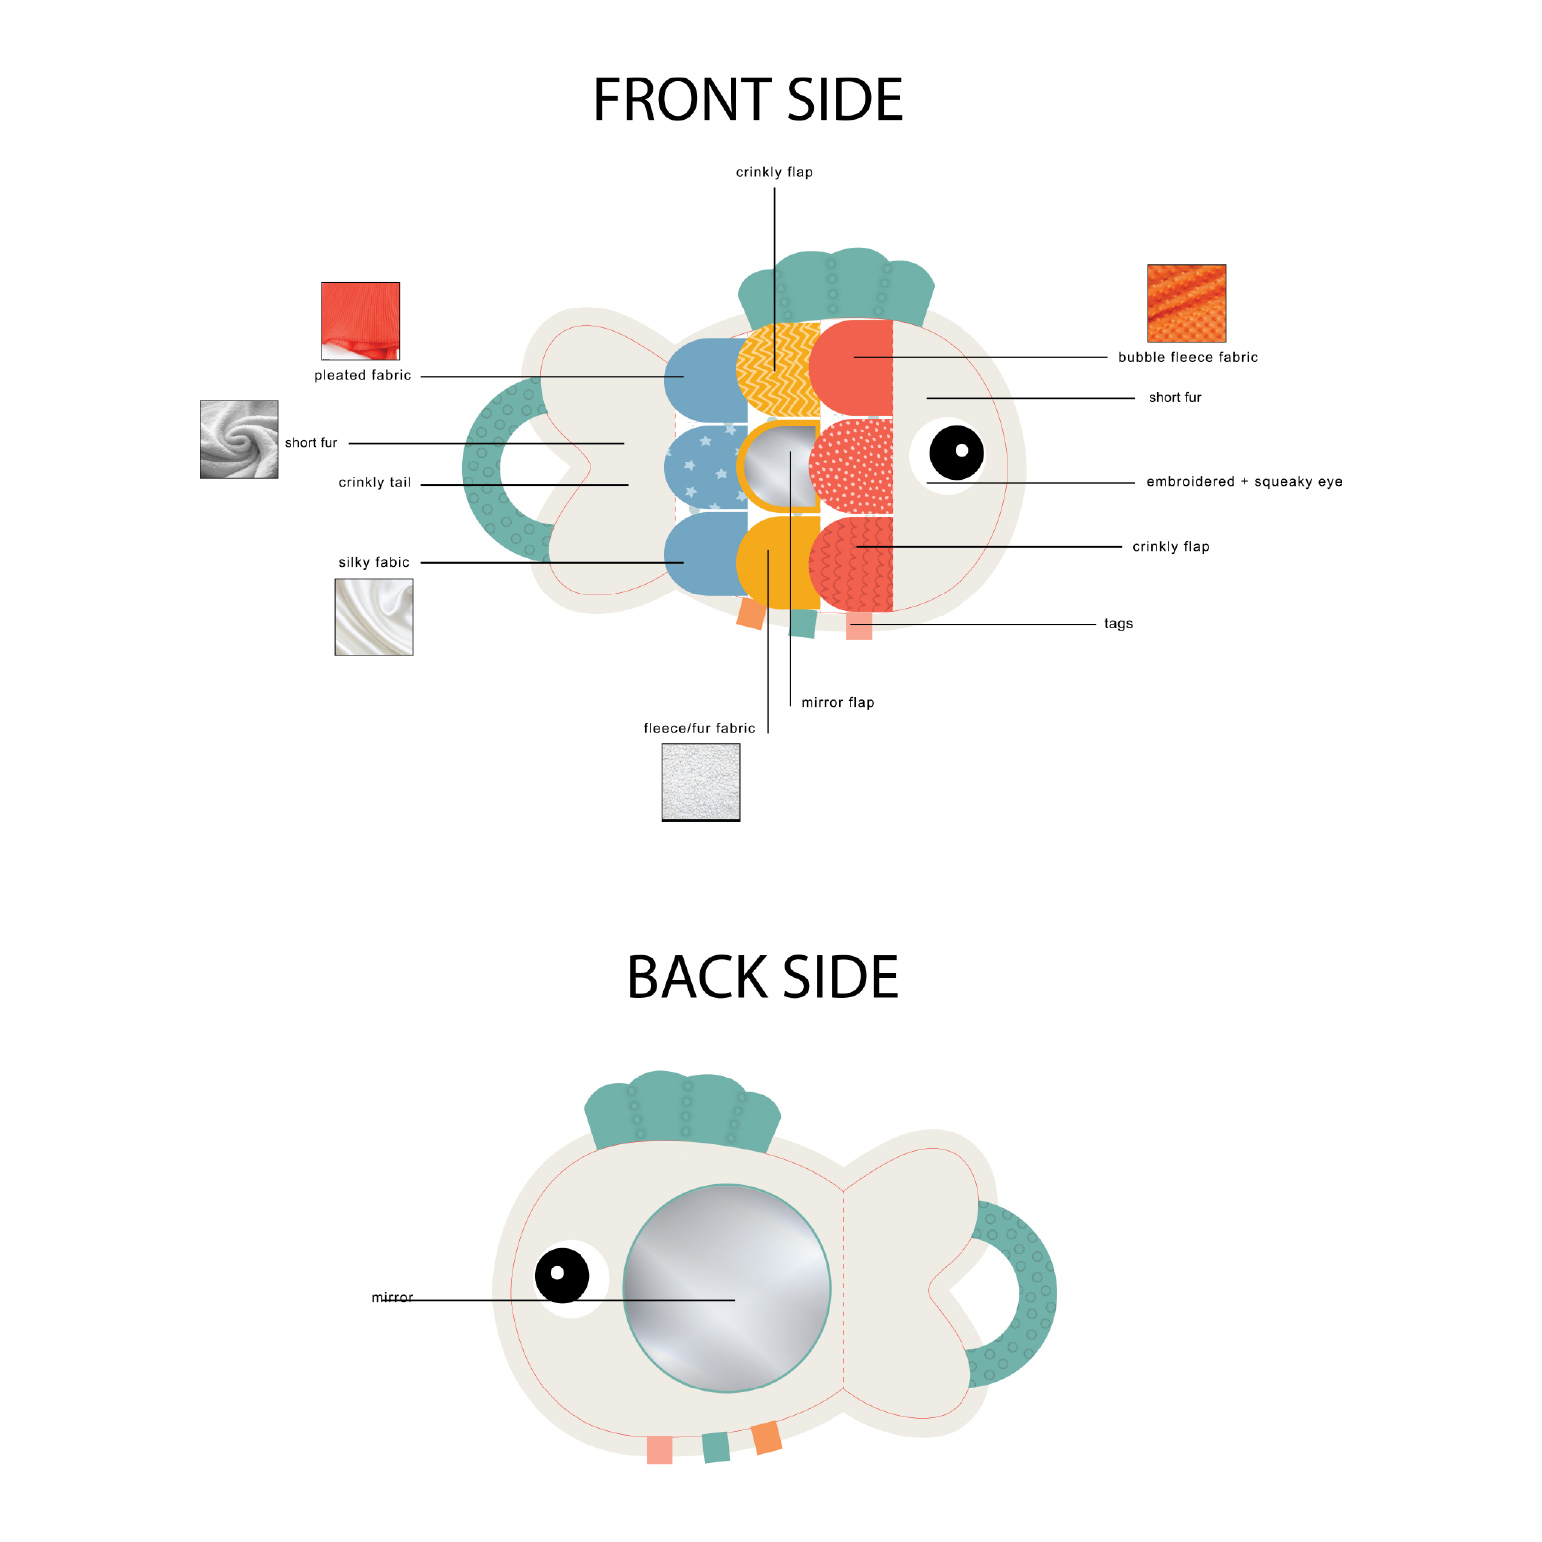 FRONT SIDE
crinkly flap
bubble fleece fabric
pleated fabric
short fur
short fur
crinkly tail
embroidered + squeaky eye
crinkly flap
silky fabic
tags
mirror flap
fleece/fur fabric
BACK SIDE
mirror